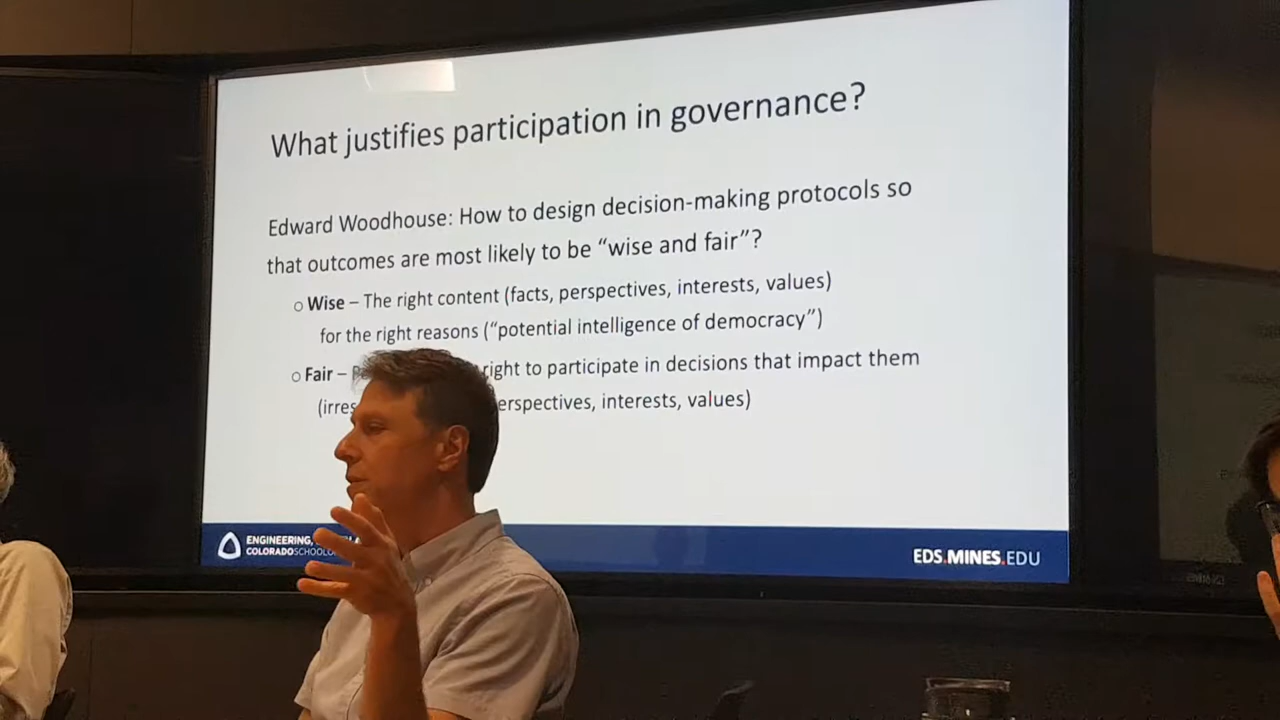 What justifies participation in governance?
Edward Woodhouse: How to design decision-making protocols so
that outcomes are most likely to be “wise and fair”?
○ Wise – The right content (facts, perspectives, interests, values)
for the right reasons (“potential intelligence of democracy”)
○ Fair – right to participate in decisions that impact them
(irres erspectives, interests, values)
ENGINEERING,
COLORADOSCHOOLO
EDS.MINES.EDU